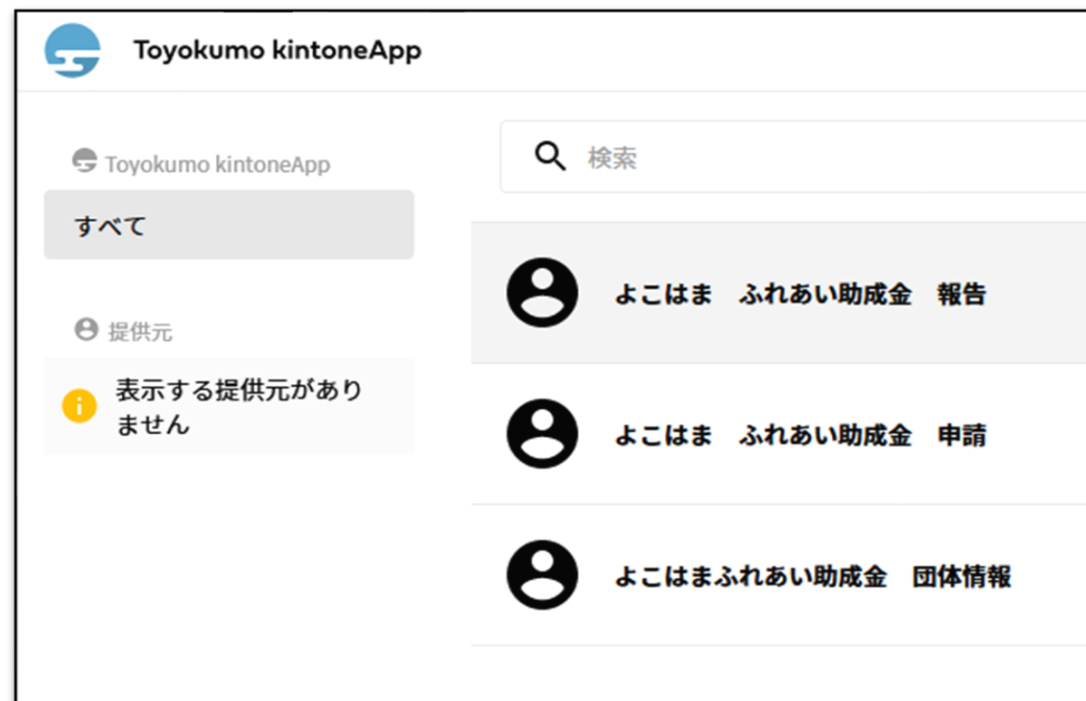 Toyokumo kintoneApp
Toyokumo kintoneApp
すべて
提供元
表示する提供元があり
ません
検索
よこはま　ふれあい助成金　報告
よこはま　ふれあい助成金　申請
よこはまふれあい助成金　団体情報